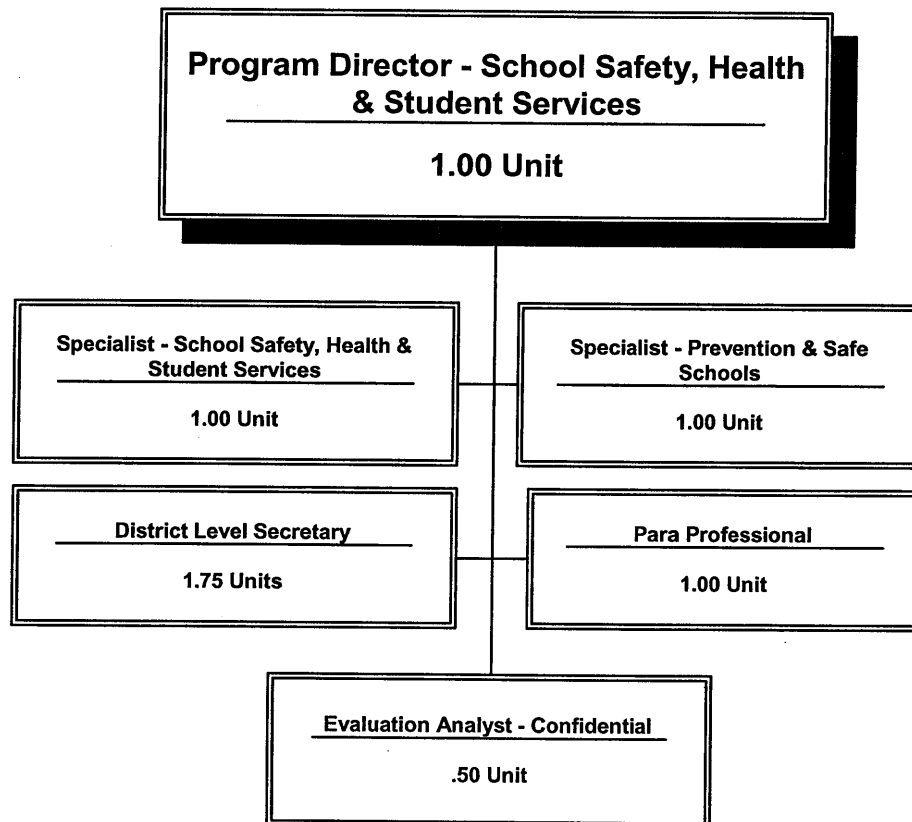 Program Director - School Safety, Health
& Student Services
1.00 Unit
Specialist - School Safety, Health &
Student Services
1.00 Unit
Specialist - Prevention & Safe
Schools
1.00 Unit
District Level Secretary
1.75 Units
Para Professional
1.00 Unit
Evaluation Analyst - Confidential
.50 Unit